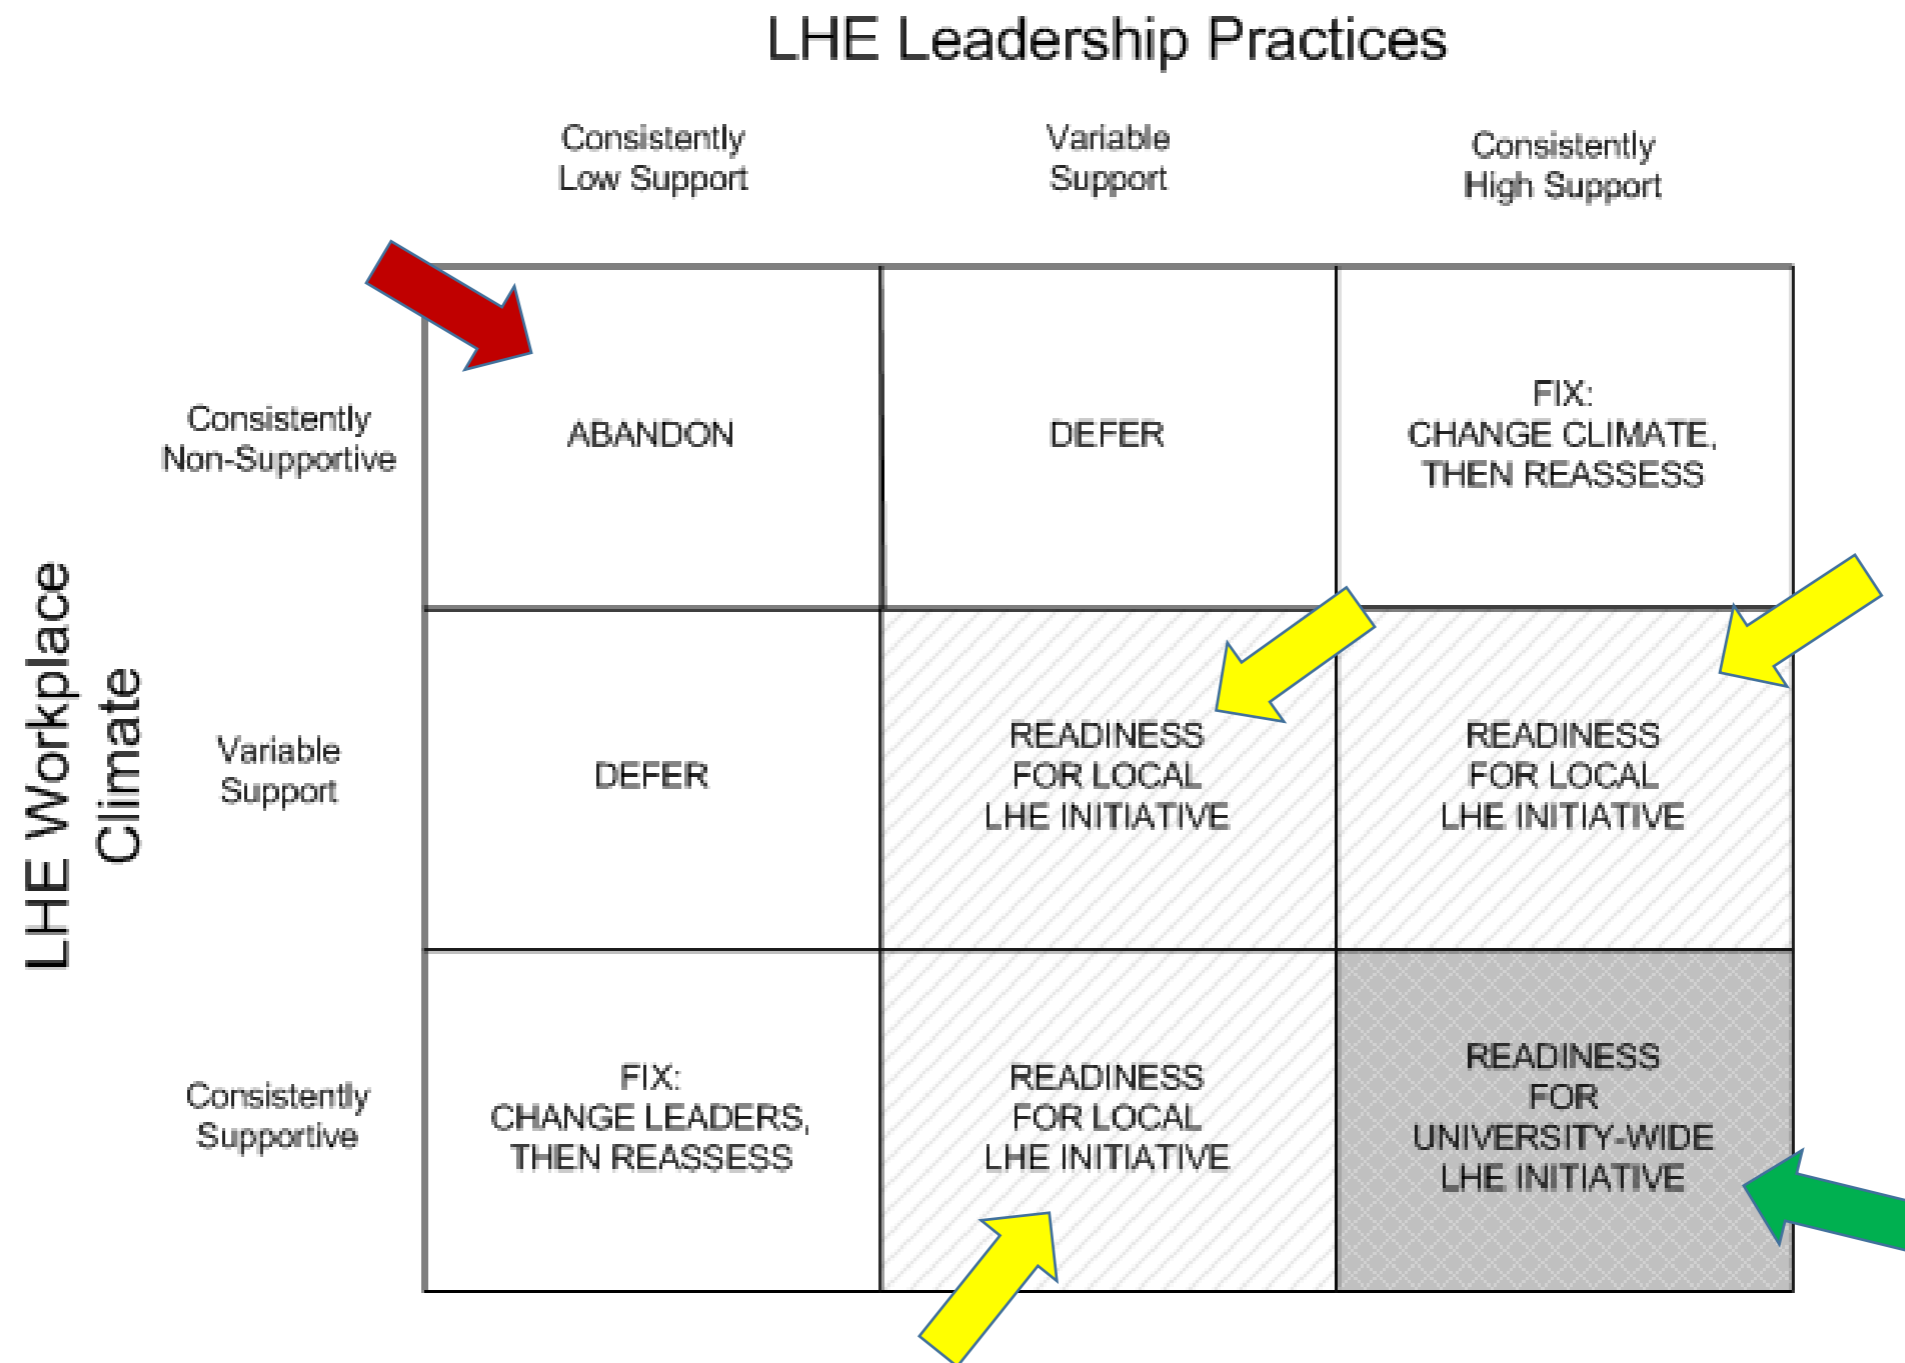 LHE Leadership Practices
Consistently
Low Support
Variable
Support
Consistently
High Support
LHE Workplace
Climate
Consistently
Non-Supportive
ABANDON
DEFER
FIX:
CHANGE CLIMATE,
THEN REASSESS
Variable
Support
DEFER
READINESS
FOR LOCAL
LHE INITIATIVE
READINESS
FOR LOCAL
LHE INITIATIVE
Consistently
Supportive
FIX:
CHANGE LEADERS,
THEN REASSESS
READINESS
FOR LOCAL
LHE INITIATIVE
READINESS
FOR
UNIVERSITY-WIDE
LHE INITIATIVE